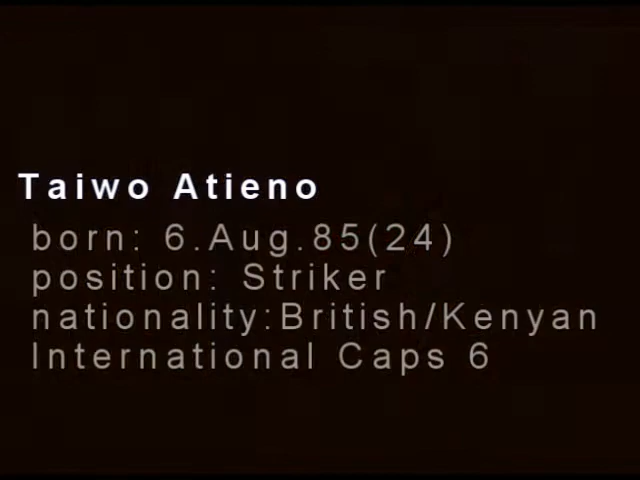 Taiwo Atieno
born: 6.Aug.85(24)
position: Striker
nationality:British/Kenyan
International Caps 6